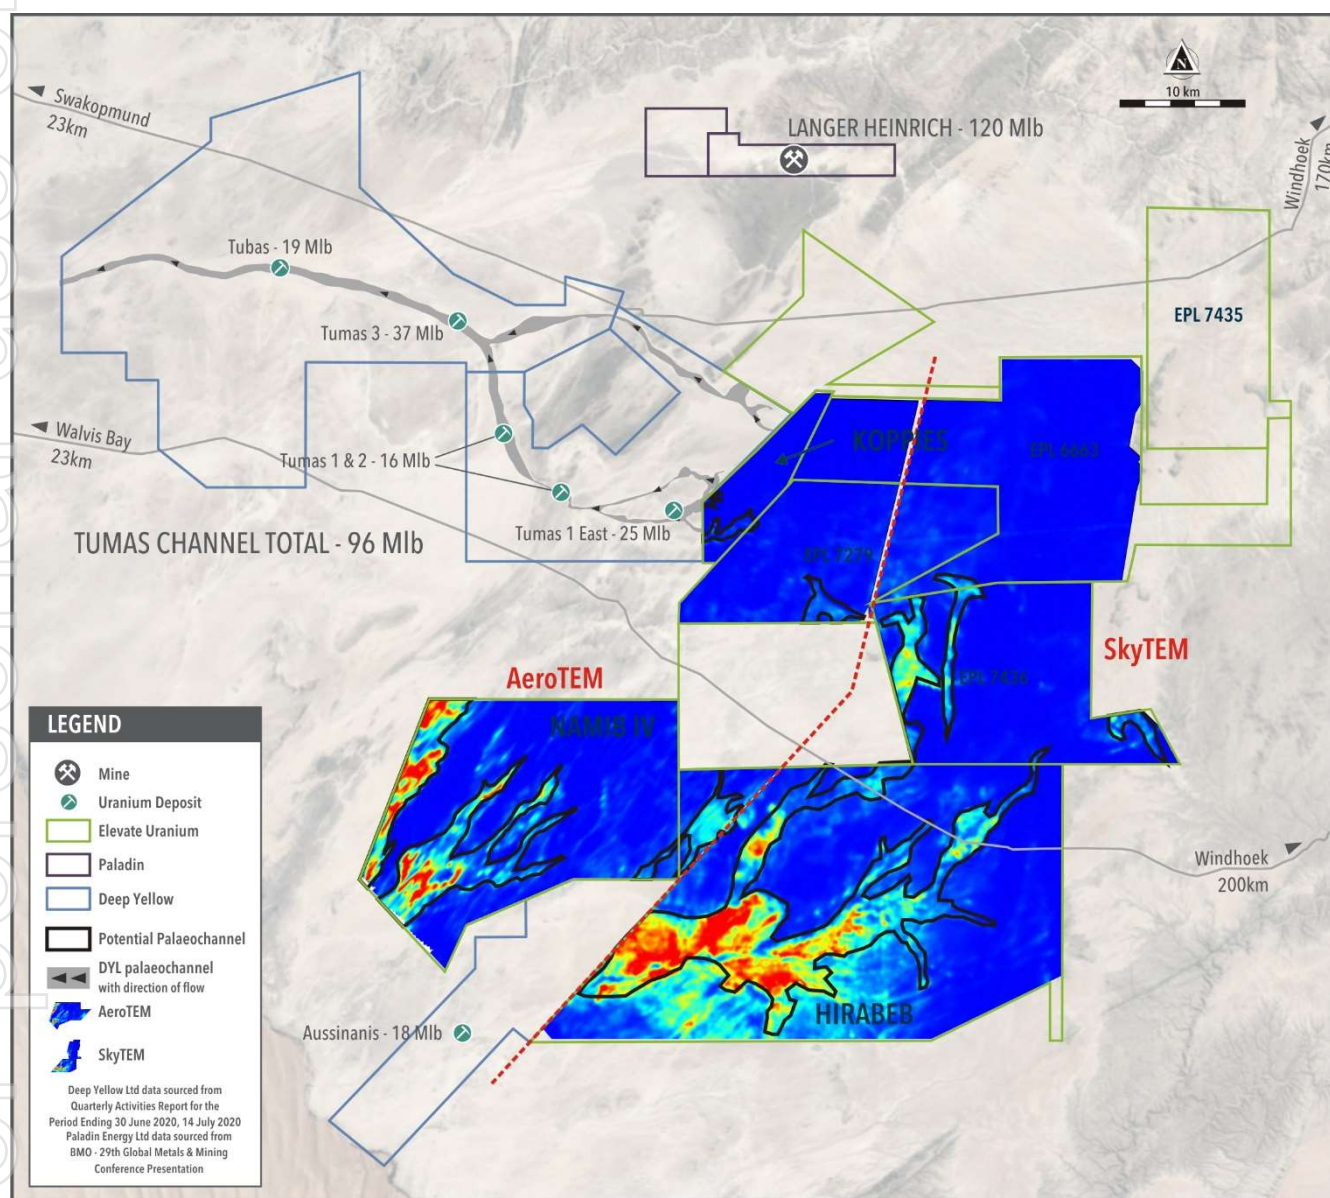 N
10 km
Swakopmund
23km
LANGER HEINRICH - 120 Mlb
Windhoek
170km
Tubas - 19 Mlb
EPL 7435
Tumas 3 - 37 Mlb
Walvis Bay
23km
KOPPIES
EPL 6663
Tumas 1 & 2 - 16 Mlb
Tumas 1 East - 25 Mlb
TUMAS CHANNEL TOTAL - 96 Mlb
EPL 7279
SkyTEM
AeroTEM
EPL 7436
NAMIB IV
Windhoek
200km
HIRABEB
Aussinanis - 18 Mlb
LEGEND
Mine
Uranium Deposit
Elevate Uranium
Paladin
Deep Yellow
Potential Palaeochannel
DYL palaeochannel
with direction of flow
AeroTEM
SkyTEM
Deep Yellow Ltd data sourced from
Quarterly Activities Report for the
Period Ending 30 June 2020, 14 July 2020
Paladin Energy Ltd data sourced from
BMO - 29th Global Metals & Mining
Conference Presentation